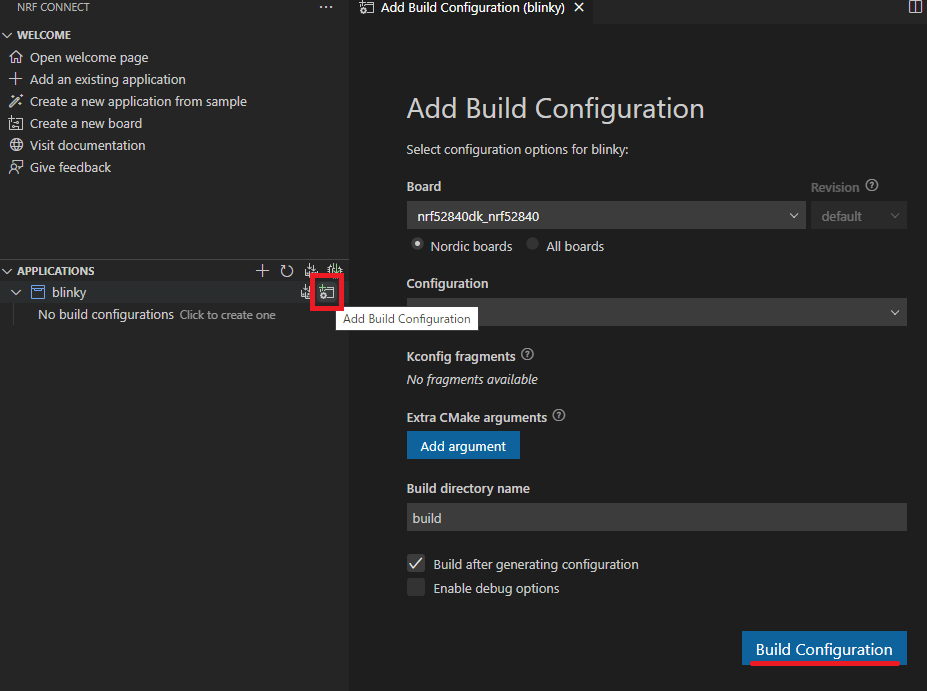 NRF CONNECT
WELCOME
Open welcome page
Add an existing application
Create a new application from sample
Create a new board
Visit documentation
Give feedback
APPLICATIONS
blinky
No build configurations Click to create one
Add Build Configuration
Add Build Configuration (blinky)
Add Build Configuration
Select configuration options for blinky:
Board
Revision
nrf52840dk_nrf52840
default
Nordic boards
All boards
Configuration
Kconfig fragments
No fragments available
Extra CMake arguments
Add argument
Build directory name
build
Build after generating configuration
Enable debug options
Build Configuration